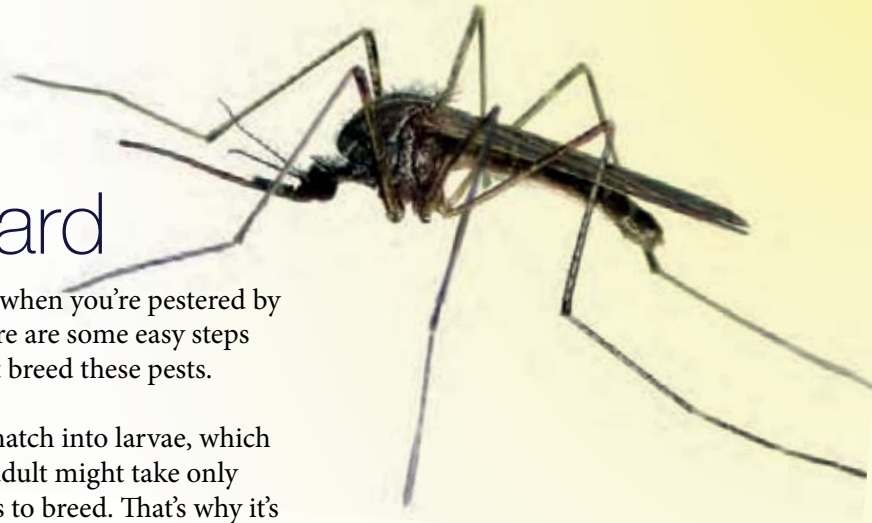 ard
when you’re pestered by
re are some easy steps
breed these pests.
hatch into larvae, which
dult might take only
s to breed. That’s why it’s